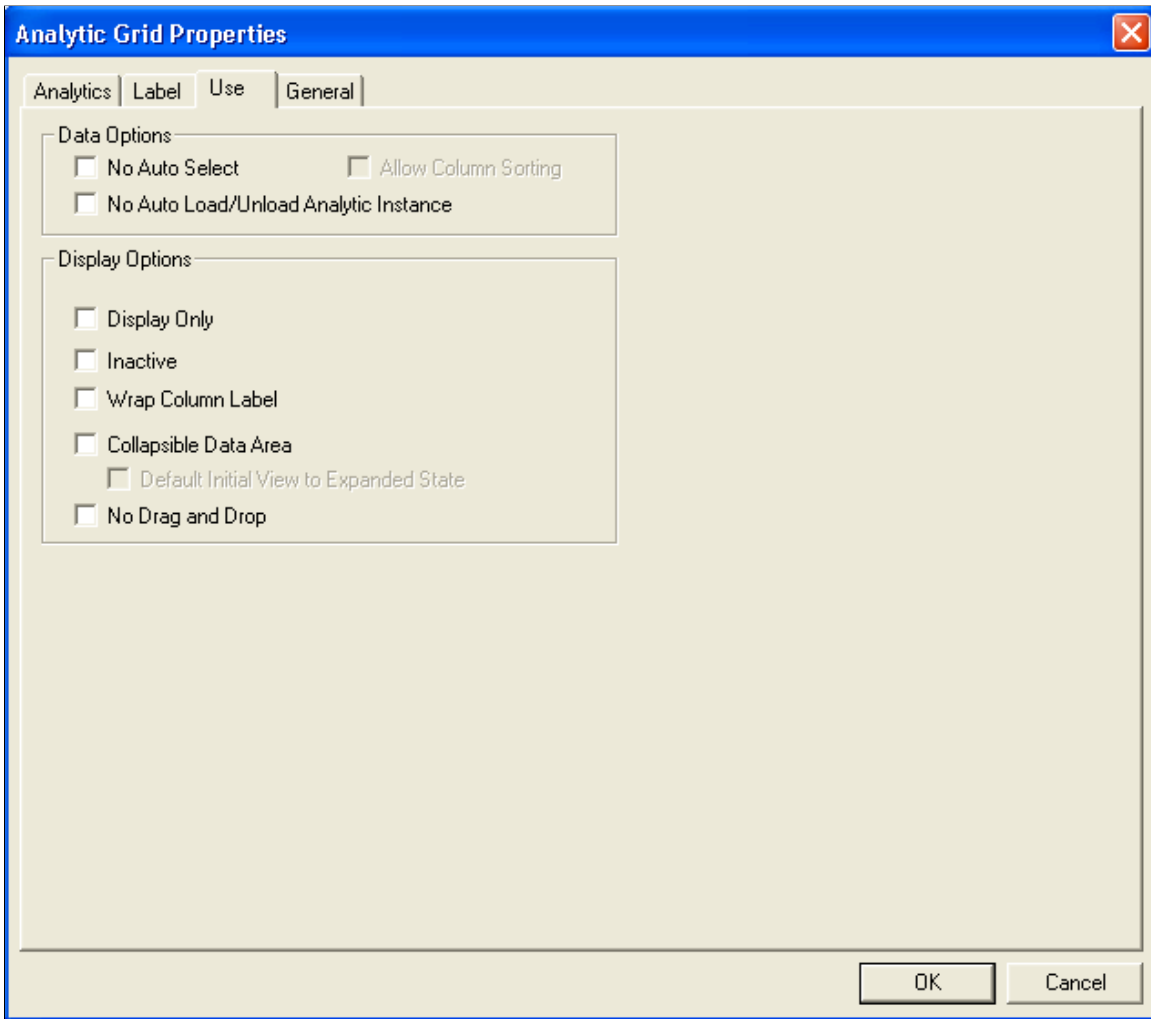 Analytic Grid Properties
Analytics Label Use General
Data Options
No Auto Select Allow Column Sorting
No Auto Load/Unload Analytic Instance
Display Options
Display Only
Inactive
Wrap Column Label
Collapsible Data Area
Default Initial View to Expanded State
No Drag and Drop
OK Cancel